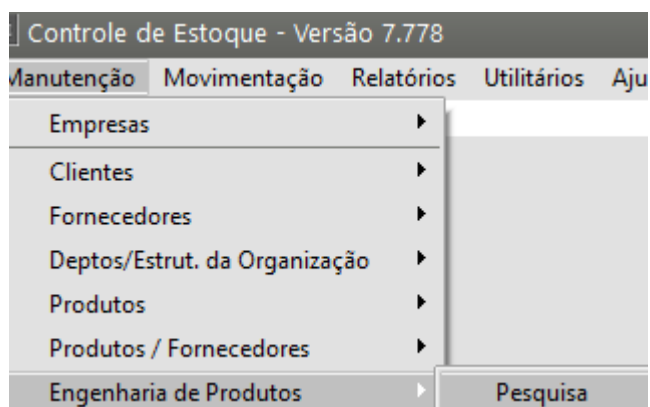 Controle de Estoque - Versão 7.778
Manutenção Movimentação Relatórios Utilitários Aju
Empresas
Clientes
Fornecedores
Deptos/Estrut. da Organização
Produtos
Produtos / Fornecedores
Engenharia de Produtos Pesquisa